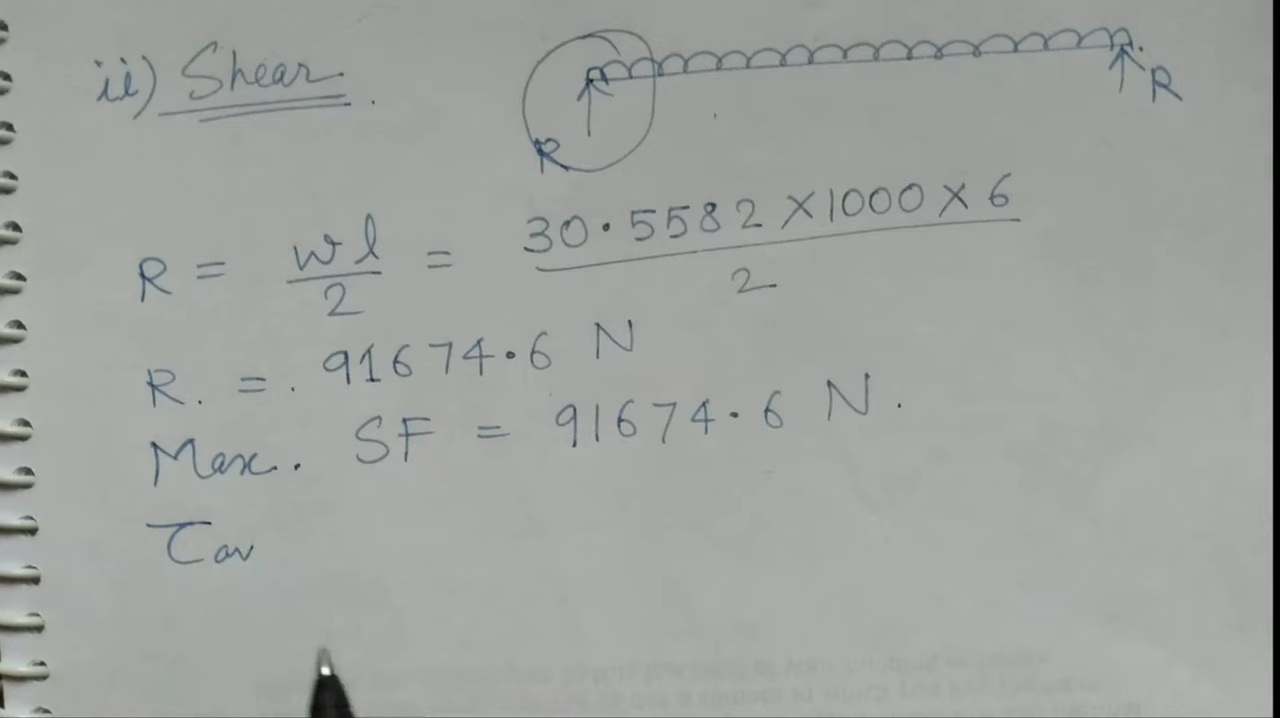 ii) Shear.
R R
R = wl/2 = 30.5582 X 1000 X 6 / 2
R. = . 91674.6 N
Max. SF = 91674.6 N.
τav